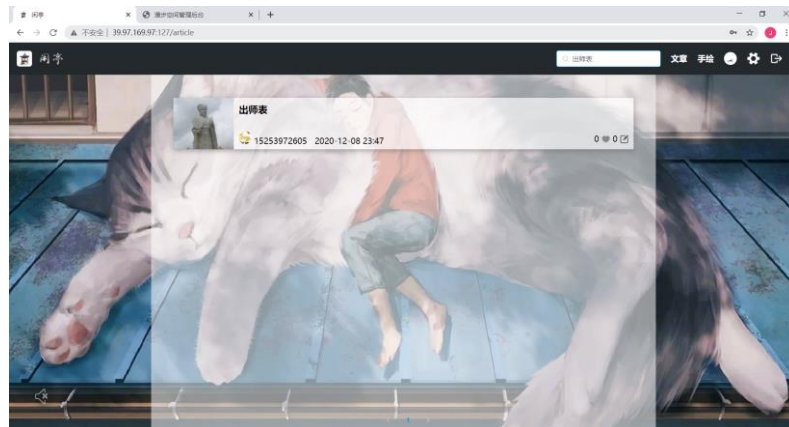 闲亭
漫步空间管理后台
不安全 | 39.97.169.97:127/article
闲亭
出师表
文章 手绘
出师表
15253972605 2020-12-08 23:47
0 0